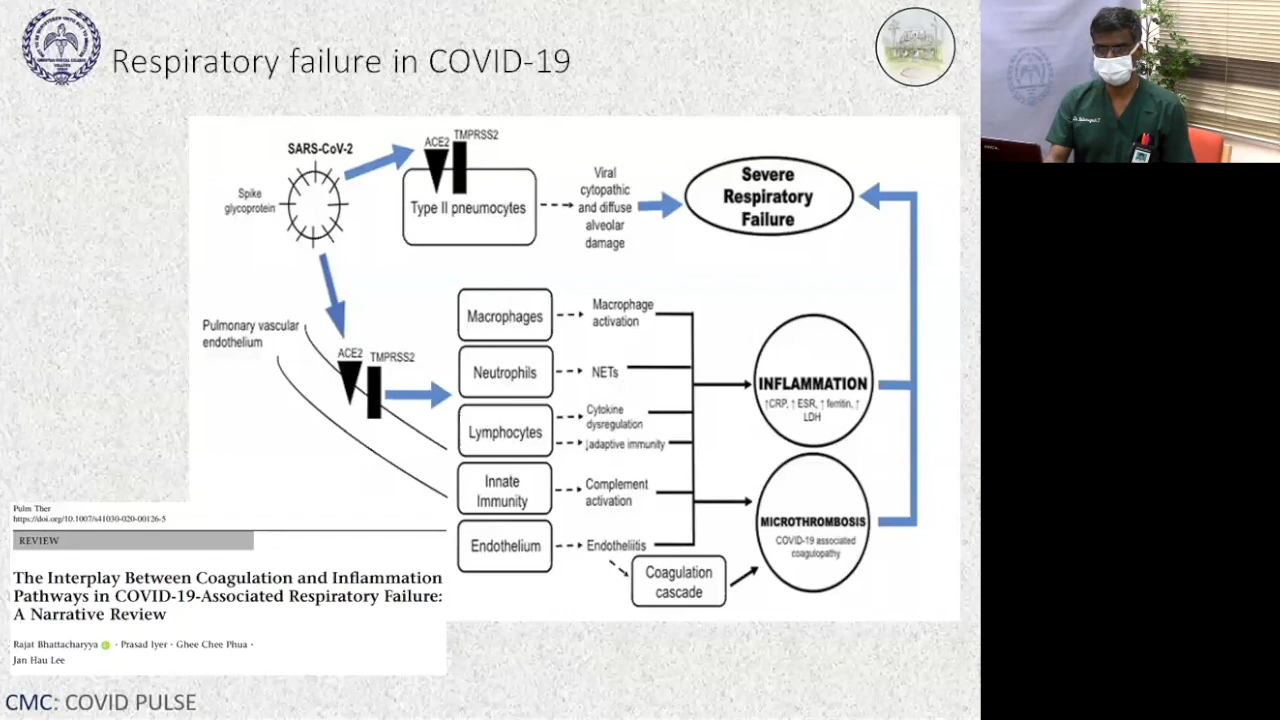 Respiratory failure in COVID-19
SARS-CoV-2
ACE2
TMPRSS2
Spike
glycoprotein
Type II pneumocytes
Viral
cytopathic
and diffuse
alveolar
damage
Severe
Respiratory
Failure
Pulmonary vascular
endothelium
ACE2
TMPRSS2
Macrophages
Macrophage
activation
Neutrophils
NETs
Lymphocytes
Cytokine
dysregulation
↓adaptive immunity
Innate
Immunity
Complement
activation
Endothelium
Endotheliitis
Coagulation
cascade
INFLAMMATION
↑CRP, ↑ ESR, ↑ ferritin, ↑
LDH
MICROTHROMBOSIS
COVID-19 associated
coagulopathy
Pulm Ther
https://doi.org/10.1007/s41030-020-00126-5
REVIEW
The Interplay Between Coagulation and Inflammation
Pathways in COVID-19-Associated Respiratory Failure:
A Narrative Review
Rajat Bhattacharyya · Prasad Iyer · Ghee Chee Phua ·
Jan Hau Lee
CMC: COVID PULSE